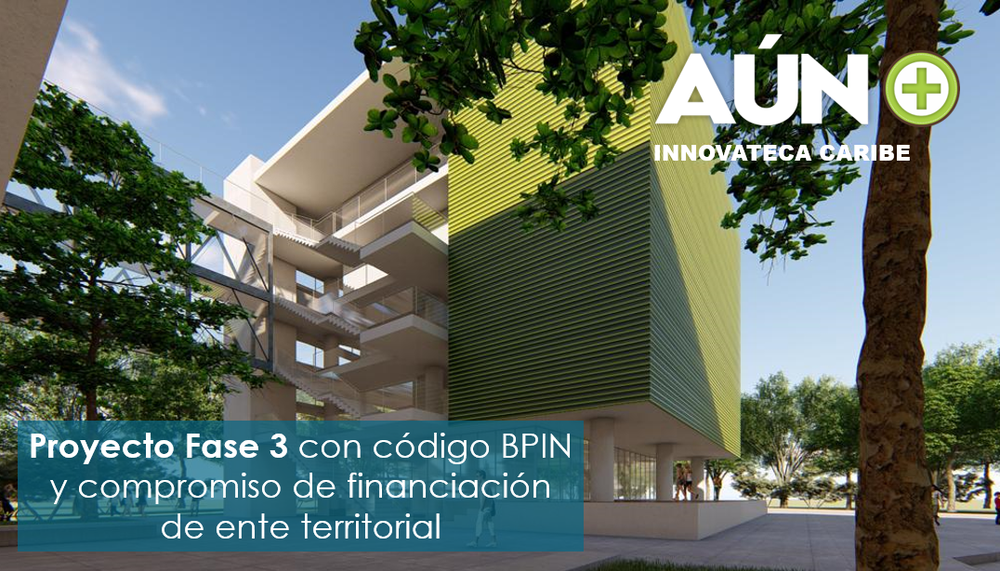 AÚN
INNOVATECA CARIBE
Proyecto Fase 3 con código BPIN
y compromiso de financiación
de ente territorial